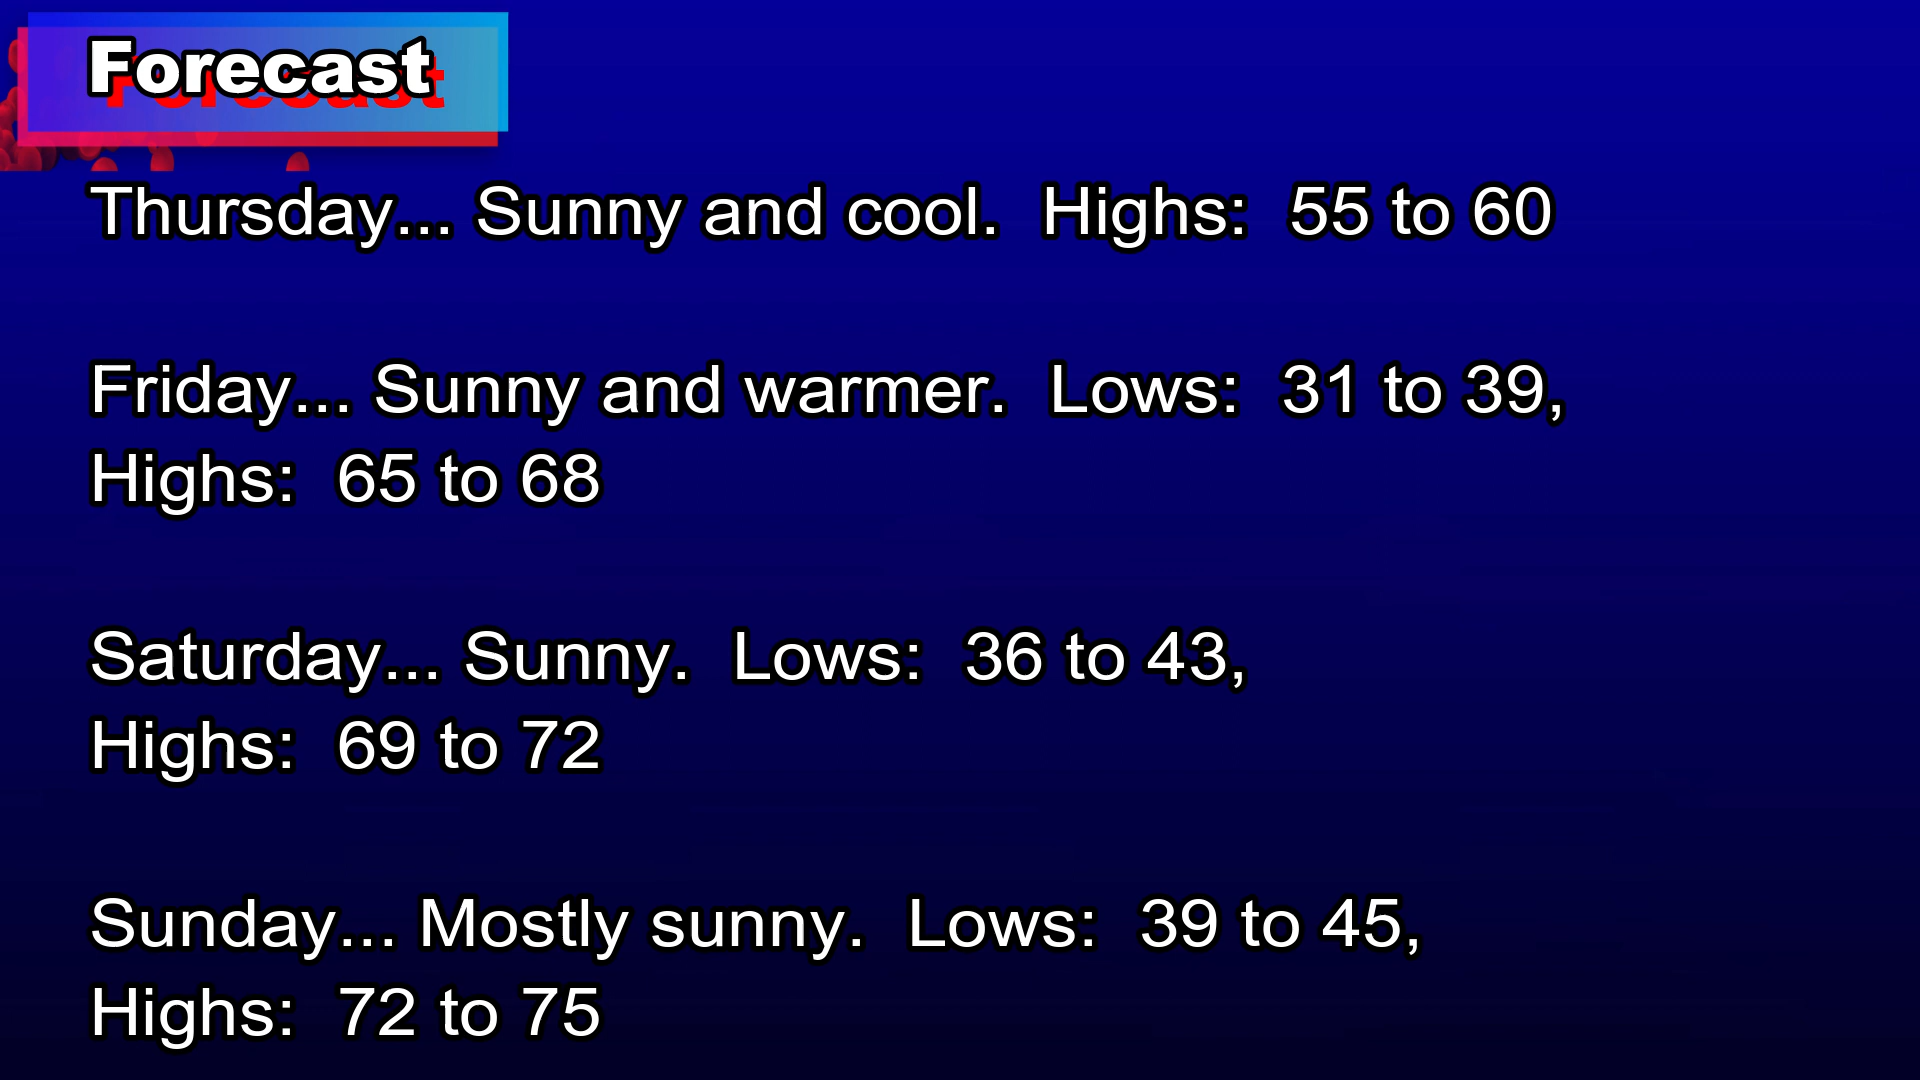 Forecast
Thursday... Sunny and cool.  Highs:  55 to 60
Friday... Sunny and warmer.  Lows:  31 to 39,
Highs:  65 to 68
Saturday... Sunny.  Lows:  36 to 43,
Highs:  69 to 72
Sunday... Mostly sunny.  Lows:  39 to 45,
Highs:  72 to 75